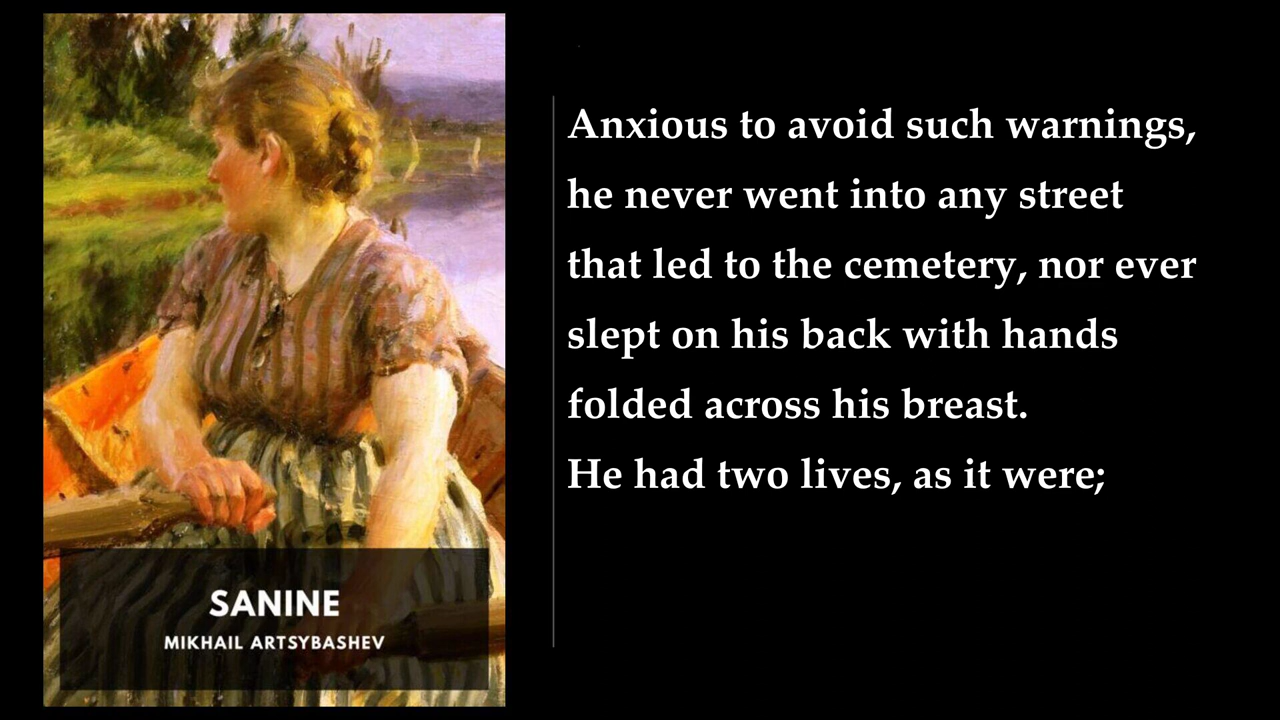 SANINE
MIKHAIL ARTSYBASHEV
Anxious to avoid such warnings,
he never went into any street
that led to the cemetery, nor ever
slept on his back with hands
folded across his breast.
He had two lives, as it were;